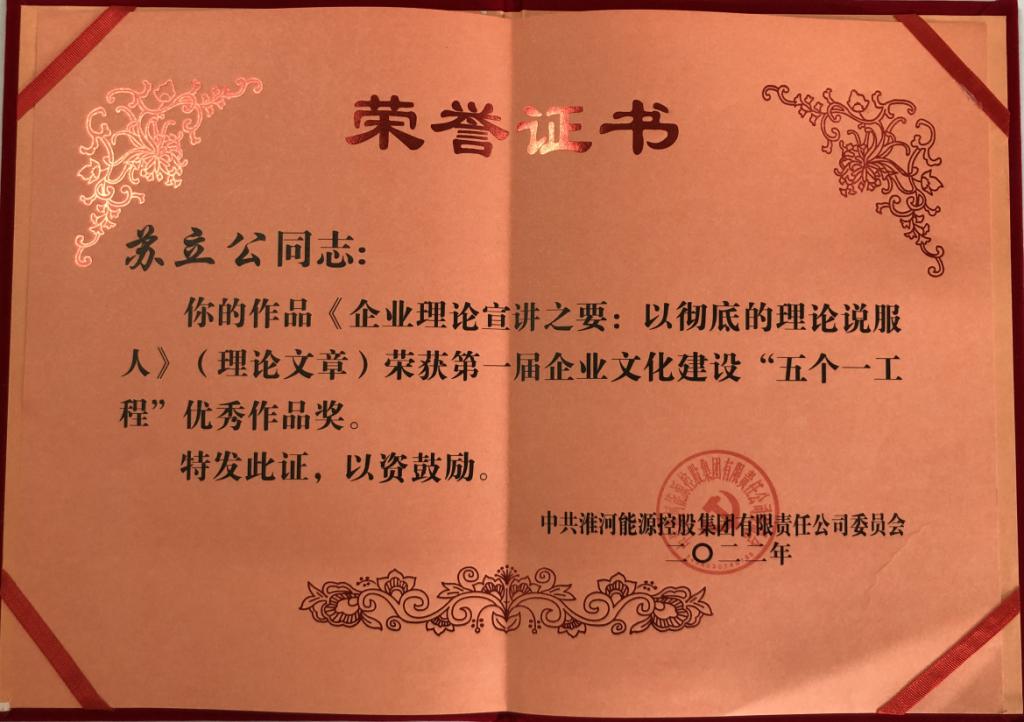 荣誉证书
苏立公同志：
你的作品《企业理论宣讲之要：以彻底的理论说服
人》（理论文章）荣获第一届企业文化建设“五个一工
程”优秀作品奖。
特发此证，以资鼓励。
中共淮河能源控股集团有限责任公司委员会
二〇二二年